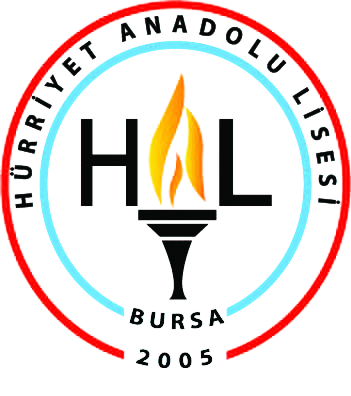 HÜRRİYET ANADOLU LİSESİ
HAL
BURSA
2005